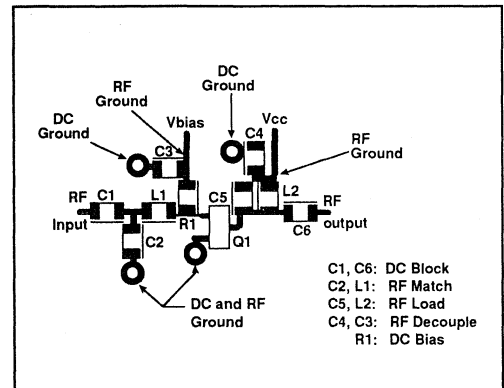 DC
Ground
RF
Ground
DC
Ground
Vbias
Vcc
C4
C3
RF
Ground
RF
Input
C1
L1
R1
C5
L2
RF
output
C2
Q1
C6
DC and RF
Ground
C1, C6: DC Block
C2, L1: RF Match
C5, L2: RF Load
C4, C3: RF Decouple
R1: DC Bias